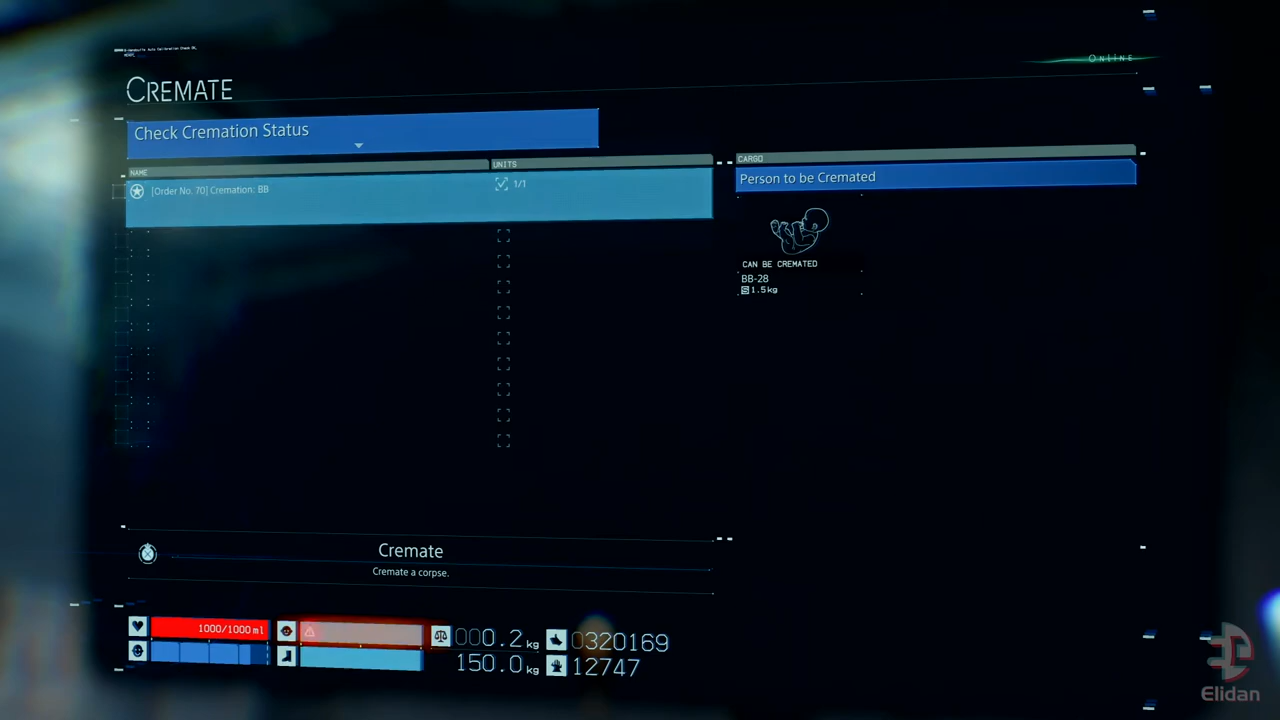 ONLINE
CREMATE
Check Cremation Status
NAME
UNITS
[Order No. 70] Cremation: BB
1/1
CARGO
Person to be Cremated
CAN BE CREMATED
BB-28
S 1.5kg
Cremate
Create a corpse.
1000/1000 ml
000.2 kg
0320169
150.0 kg
12747
Elidan